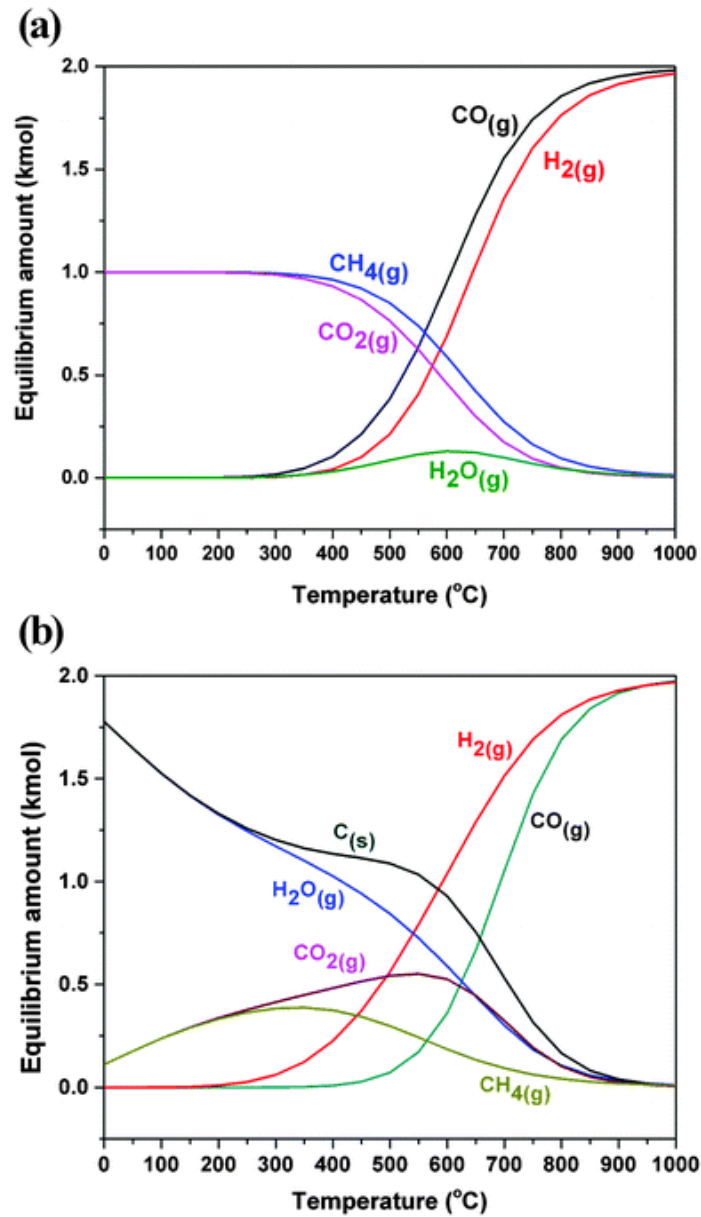 (a)
2.0
1.5
1.0
0.5
0.0
Equilibrium amount (kmol)
CO(g)
H2(g)
CH4(g)
CO2(g)
H2O(g)
0 100 200 300 400 500 600 700 800 900 1000
Temperature (oC)
(b)
2.0
1.5
1.0
0.5
0.0
Equilibrium amount (kmol)
H2(g)
C(s)
CO(g)
H2O(g)
CO2(g)
CH4(g)
0 100 200 300 400 500 600 700 800 900 1000
Temperature (oC)